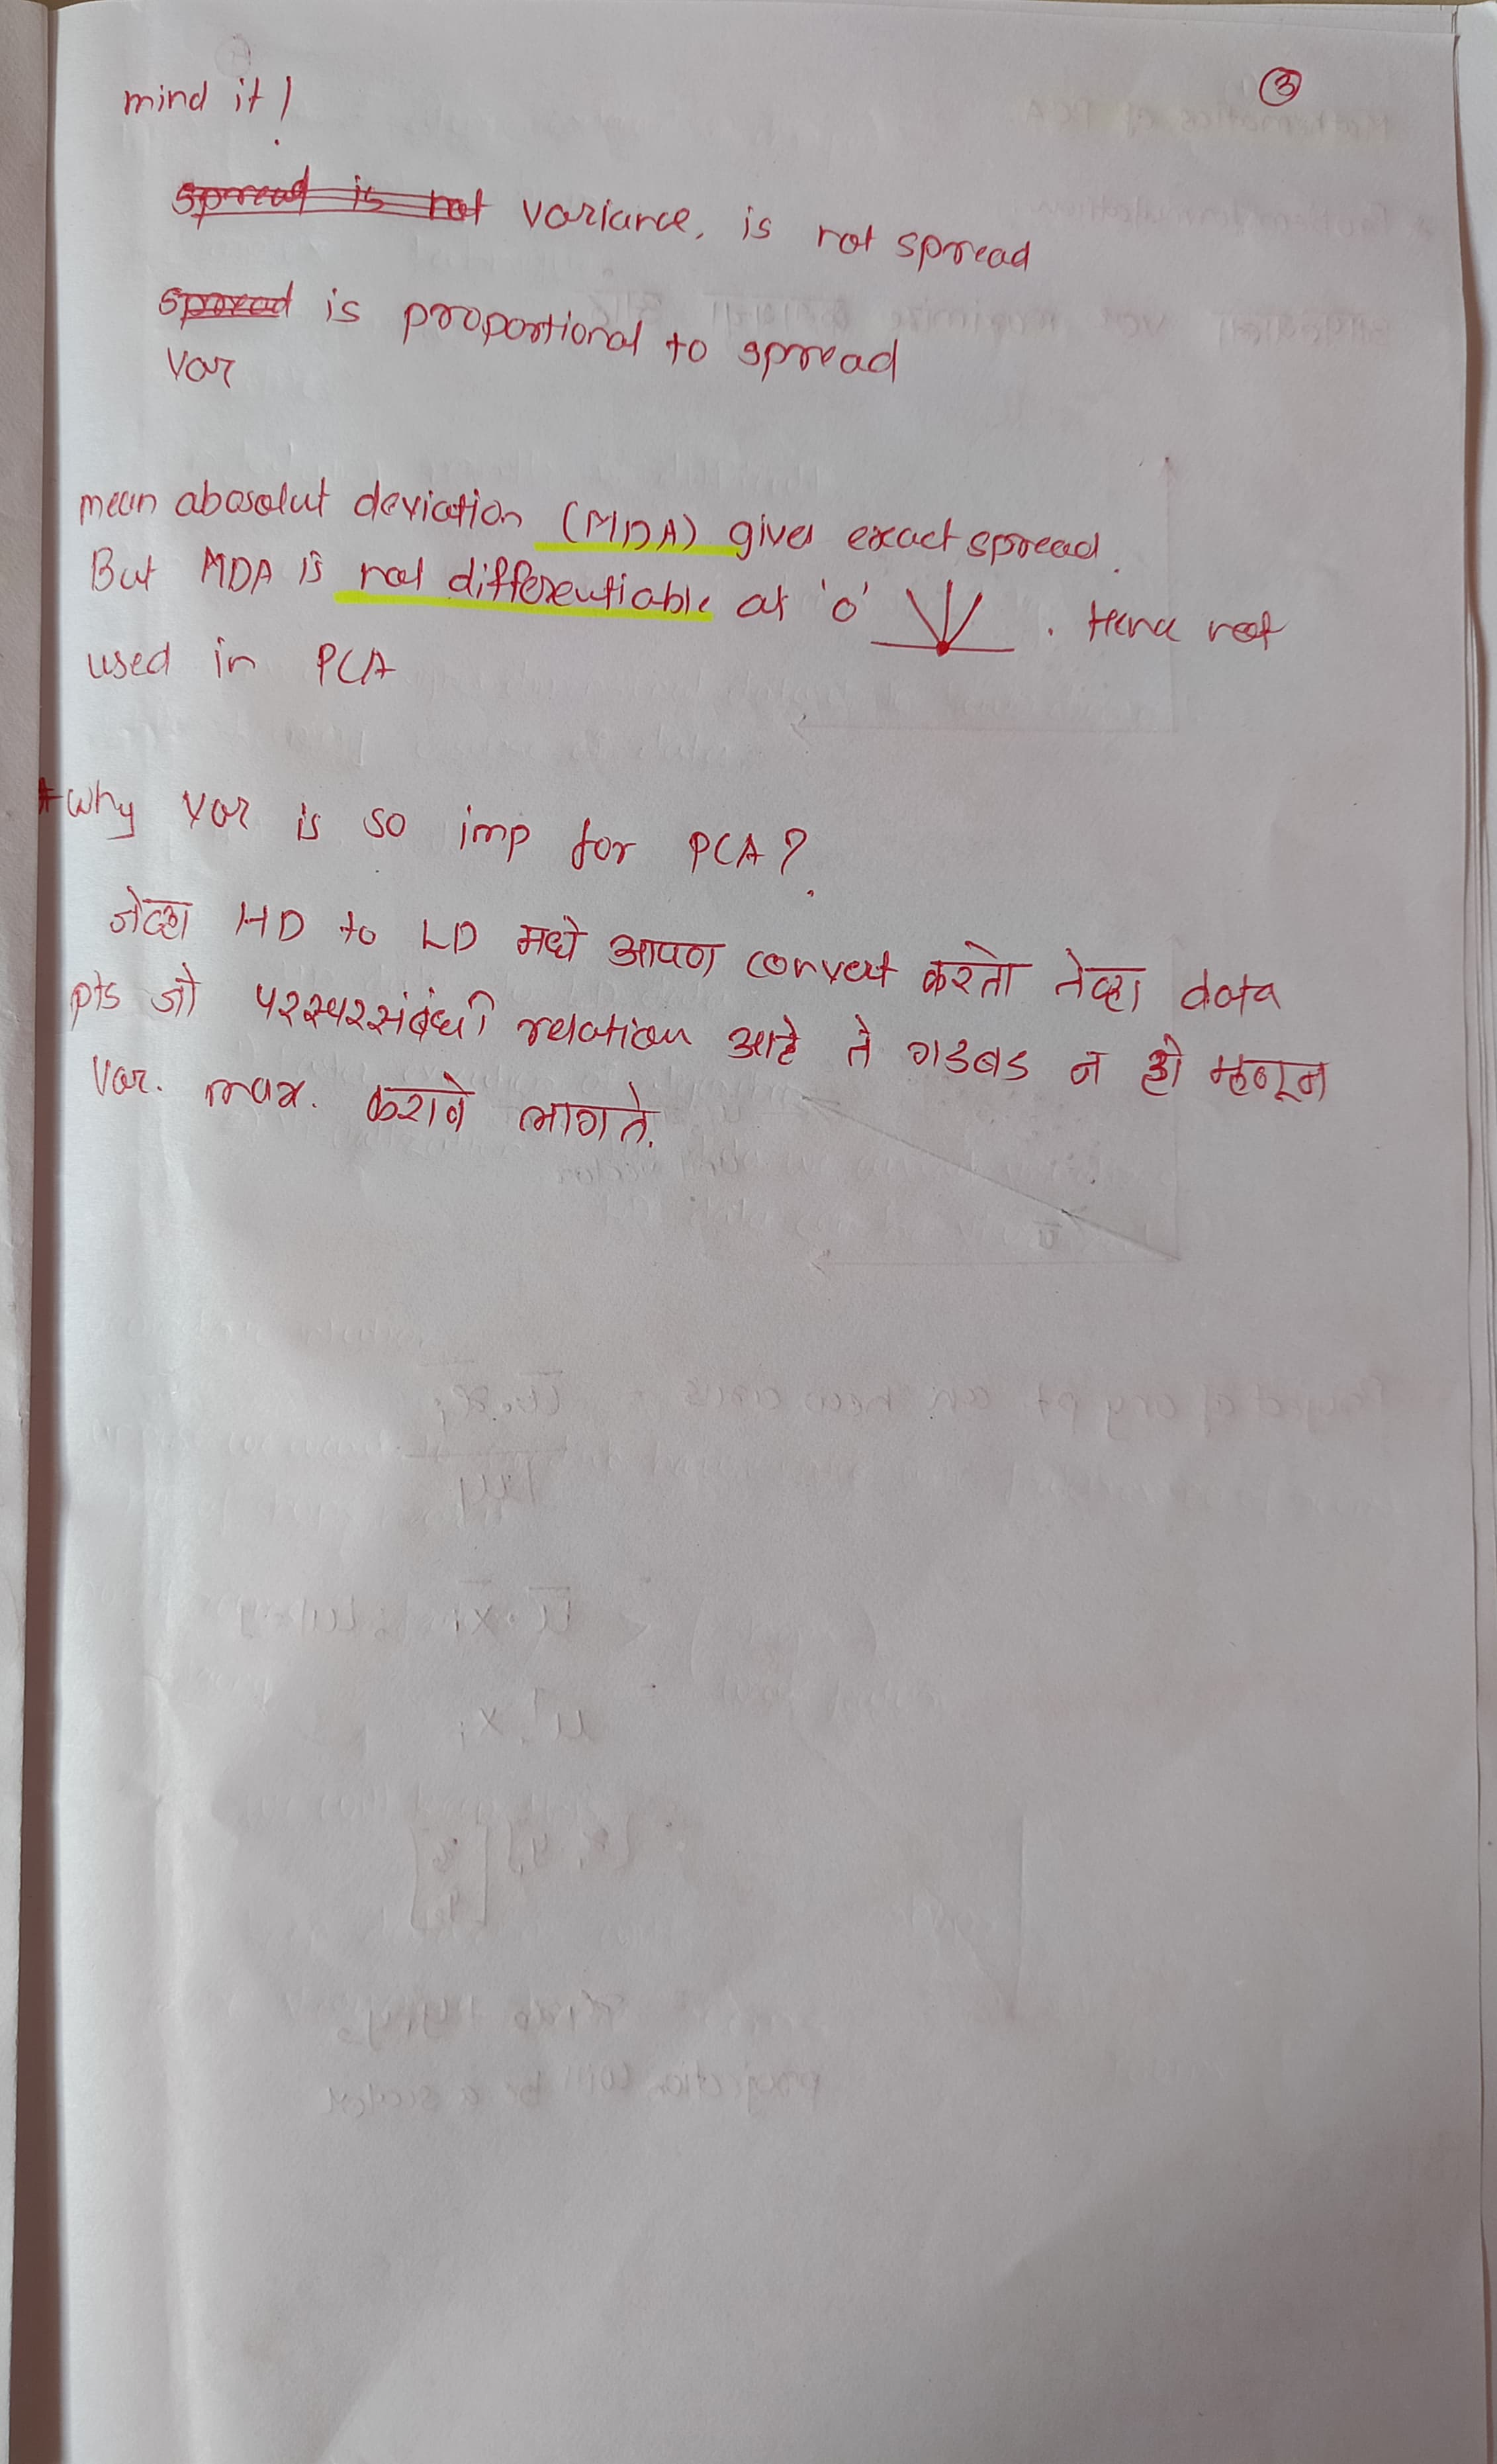 3
mind it!
spread is not variance, is not spread
spread is proportional to spread
var
mean abosolut deviation (MDA) gives exact spread.
But MDA is not differentiable at 'o' . Hence not
used in PCA
* why var is so imp for PCA?
जेव्हा HD to LD मधे आपण convert करतो तेव्हा data
pts जो परस्परसंबंधी relation आहे ते गडबड न हो म्हणून
Var. max. करावे लागते.